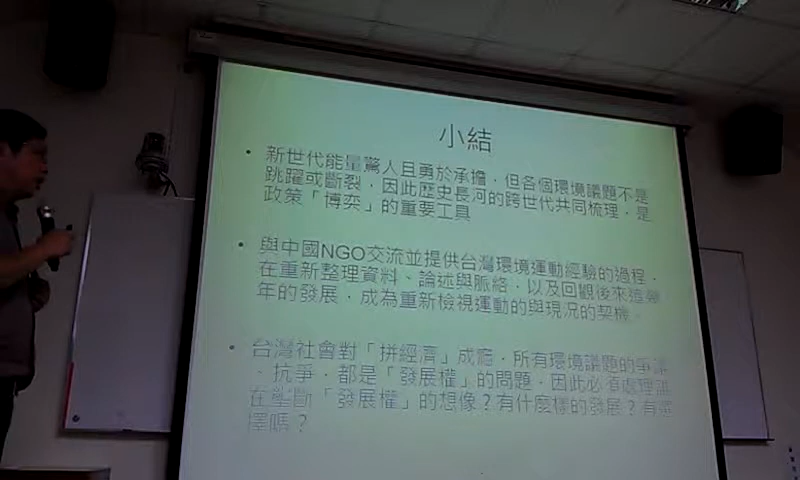 小結
• 新世代能量驚人且勇於承擔，但各個環境議題不是
跳躍或斷裂，因此歷史長河的跨世代共同梳理，是
政策「博奕」的重要工具
• 與中國NGO交流並提供台灣環境運動經驗的過程，
在重新整理資料、論述與脈絡，以及回觀後來這幾
年的發展，成為重新檢視運動的與現況的契機。
• 台灣社會對「拼經濟」成癮，所有環境議題的爭議
、抗爭，都是「發展權」的問題，因此必須處理
在壟斷「發展權」的想像？有什麼樣的發展？有選
擇嗎？